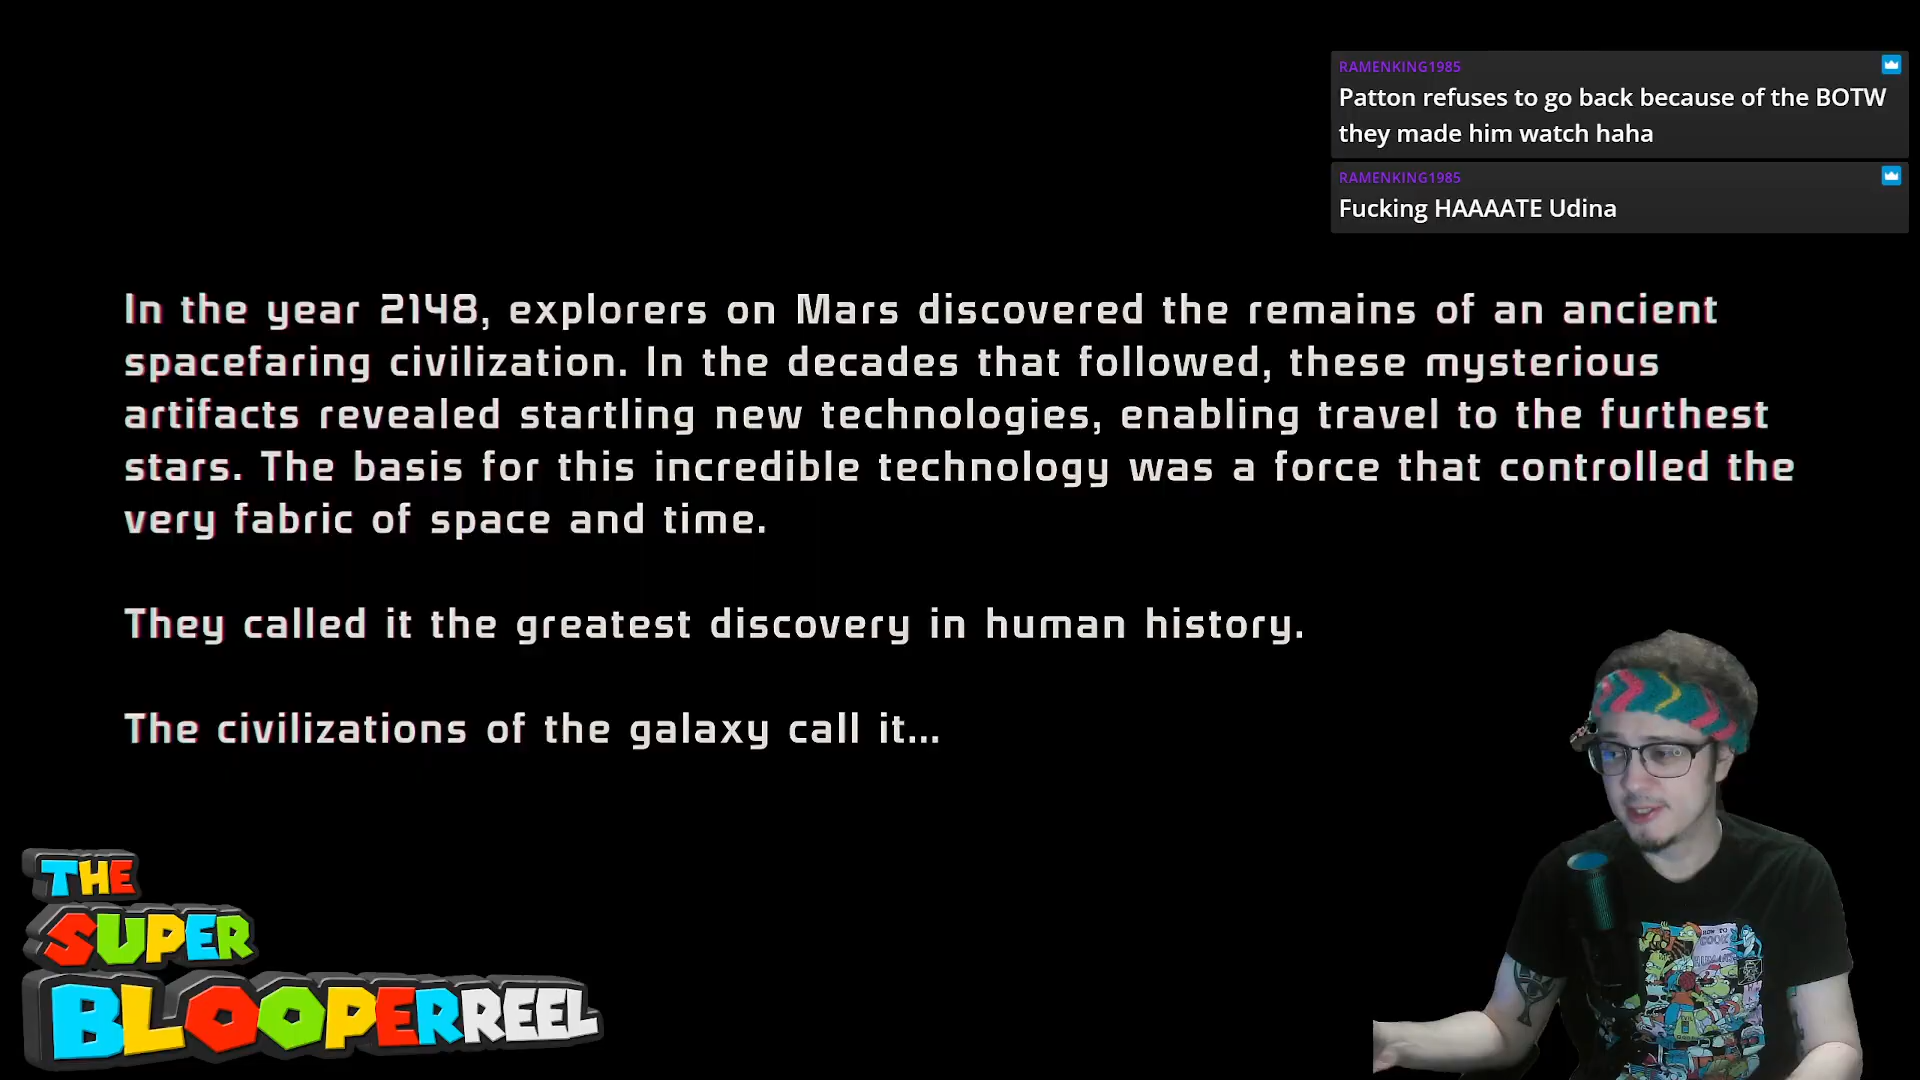 RAMENKING1985
Patton refuses to go back because of the BOTW
they made him watch haha
RAMENKING1985
Fucking HAAAATE Udina
In the year 2148, explorers on Mars discovered the remains of an ancient
spacefaring civilization. In the decades that followed, these mysterious
artifacts revealed startling new technologies, enabling travel to the furthest
stars. The basis for this incredible technology was a force that controlled the
very fabric of space and time.
They called it the greatest discovery in human history.
The civilizations of the galaxy call it...
THE
SUPER
BLOOPERREEL
HOW TO
COOK
HUMANS